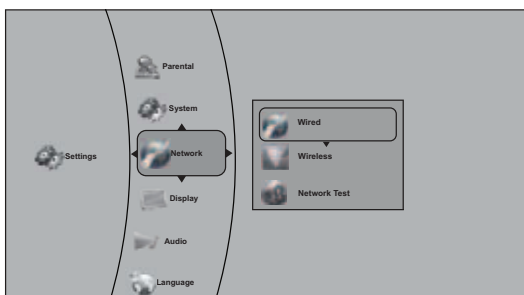 Settings
Parental
System
Network
Display
Audio
Language
Wired
Wireless
Network Test